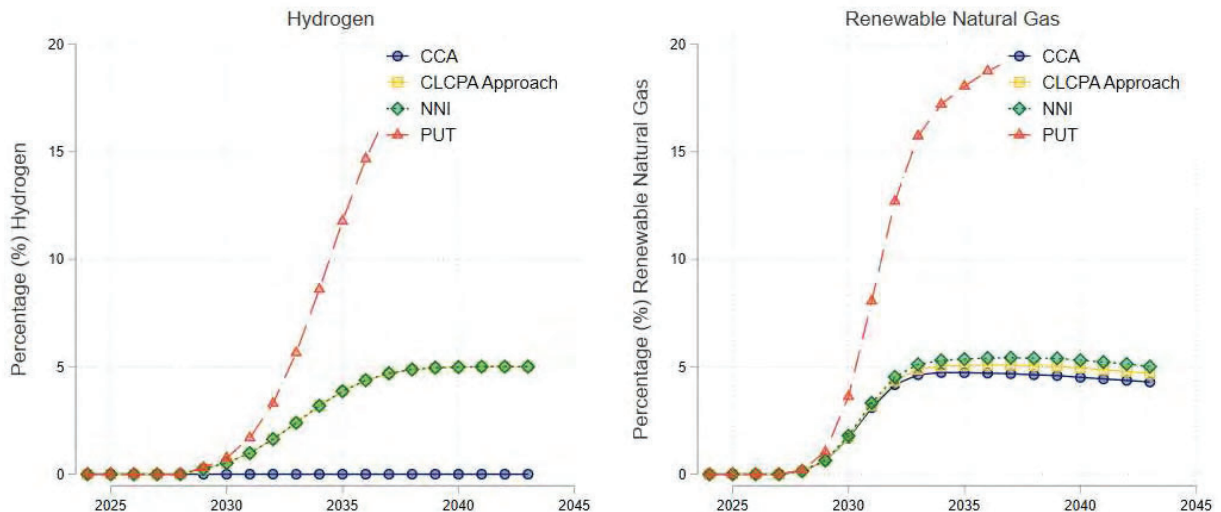 Hydrogen
Percentage (%) Hydrogen
20
15
10
5
0
2025
2030
2035
2040
2045
CCA
CLCPA Approach
NNI
PUT
Renewable Natural Gas
Percentage (%) Renewable Natural Gas
20
15
10
5
0
2025
2030
2035
2040
2045
CCA
CLCPA Approach
NNI
PUT